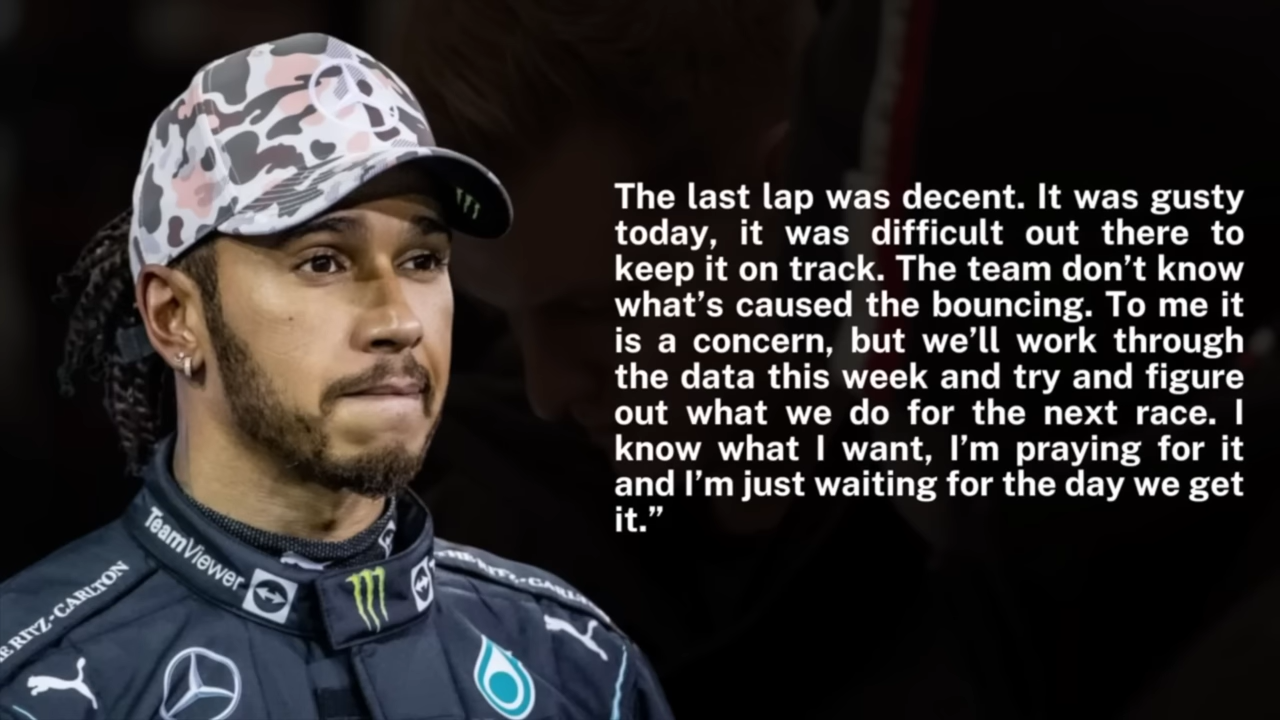 The last lap was decent. It was gusty
today, it was difficult out there to
keep it on track. The team don’t know
what’s caused the bouncing. To me it
is a concern, but we’ll work through
the data this week and try and figure
out what we do for the next race. I
know what I want, I’m praying for it
and I’m just waiting for the day we get
it.”
TeamViewer
THE RITZ-CARLTON